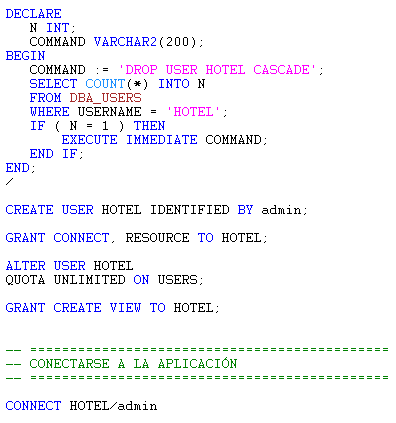 DECLARE
N INT;
COMMAND VARCHAR2(200);
BEGIN
COMMAND := 'DROP USER HOTEL CASCADE';
SELECT COUNT(*) INTO N
FROM DBA_USERS
WHERE USERNAME = 'HOTEL';
IF ( N = 1 ) THEN
EXECUTE IMMEDIATE COMMAND;
END IF;
END;
/
CREATE USER HOTEL IDENTIFIED BY admin;
GRANT CONNECT, RESOURCE TO HOTEL;
ALTER USER HOTEL
QUOTA UNLIMITED ON USERS;
GRANT CREATE VIEW TO HOTEL;
-- =============================================
-- CONECTARSE A LA APLICACIÓN
-- =============================================
CONNECT HOTEL/admin